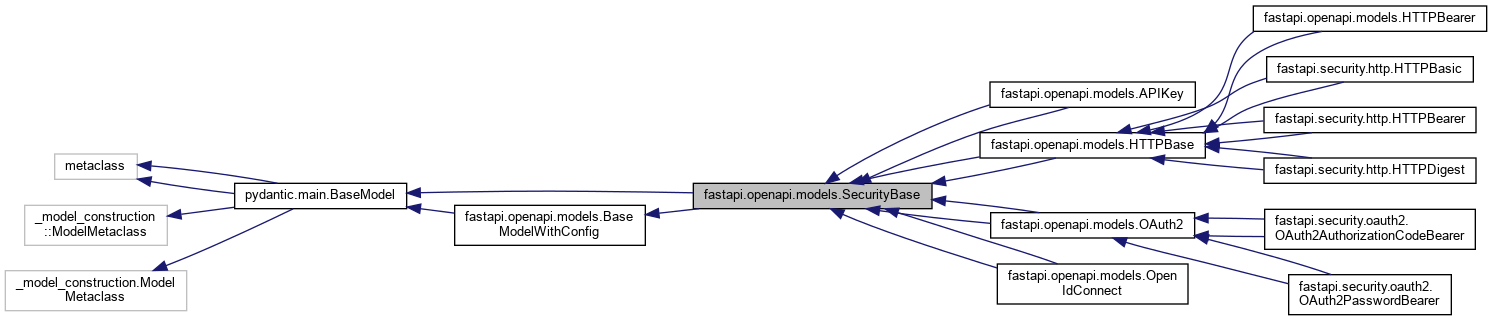 fastapi.openapi.models.HTTPBearer
fastapi.security.http.HTTPBasic
fastapi.openapi.models.APIKey
fastapi.security.http.HTTPBearer
fastapi.openapi.models.HTTPBase
metaclass
fastapi.security.http.HTTPDigest
pydantic.main.BaseModel
fastapi.openapi.models.SecurityBase
_model_construction
::ModelMetaclass
fastapi.openapi.models.Base
ModelWithConfig
fastapi.openapi.models.OAuth2
fastapi.security.oauth2.
OAuth2AuthorizationCodeBearer
_model_construction.Model
Metaclass
fastapi.openapi.models.Open
IdConnect
fastapi.security.oauth2.
OAuth2PasswordBearer